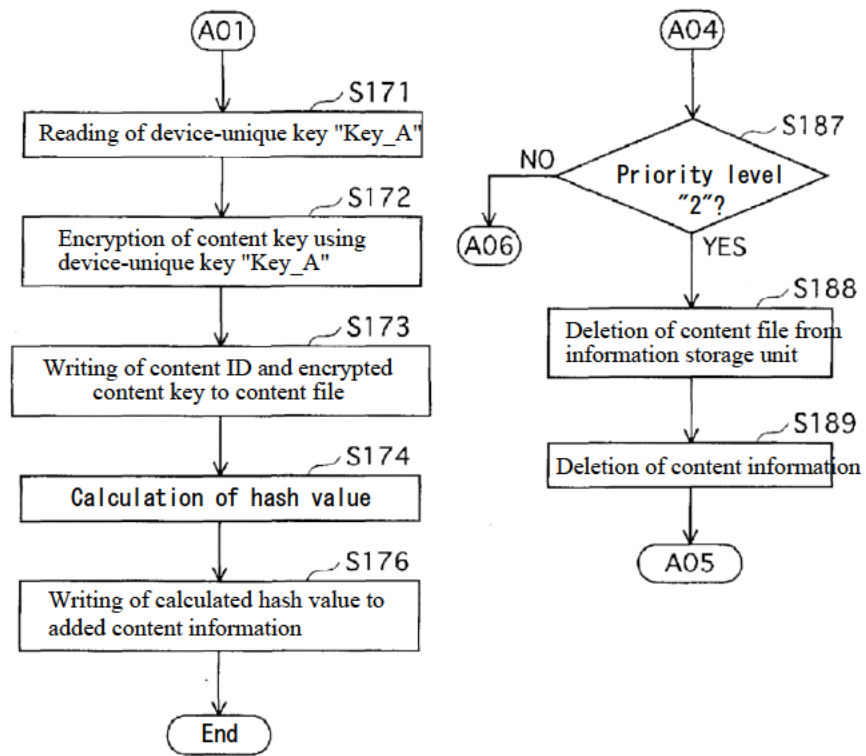 A01
S171
Reading of device-unique key "Key_A"
S172
Encryption of content key using
device-unique key "Key_A"
S173
Writing of content ID and encrypted
content key to content file
S174
Calculation of hash value
S176
Writing of calculated hash value to
added content information
End
A04
S187
Priority level
"2"?
NO
A06
YES
S188
Deletion of content file from
information storage unit
S189
Deletion of content information
A05